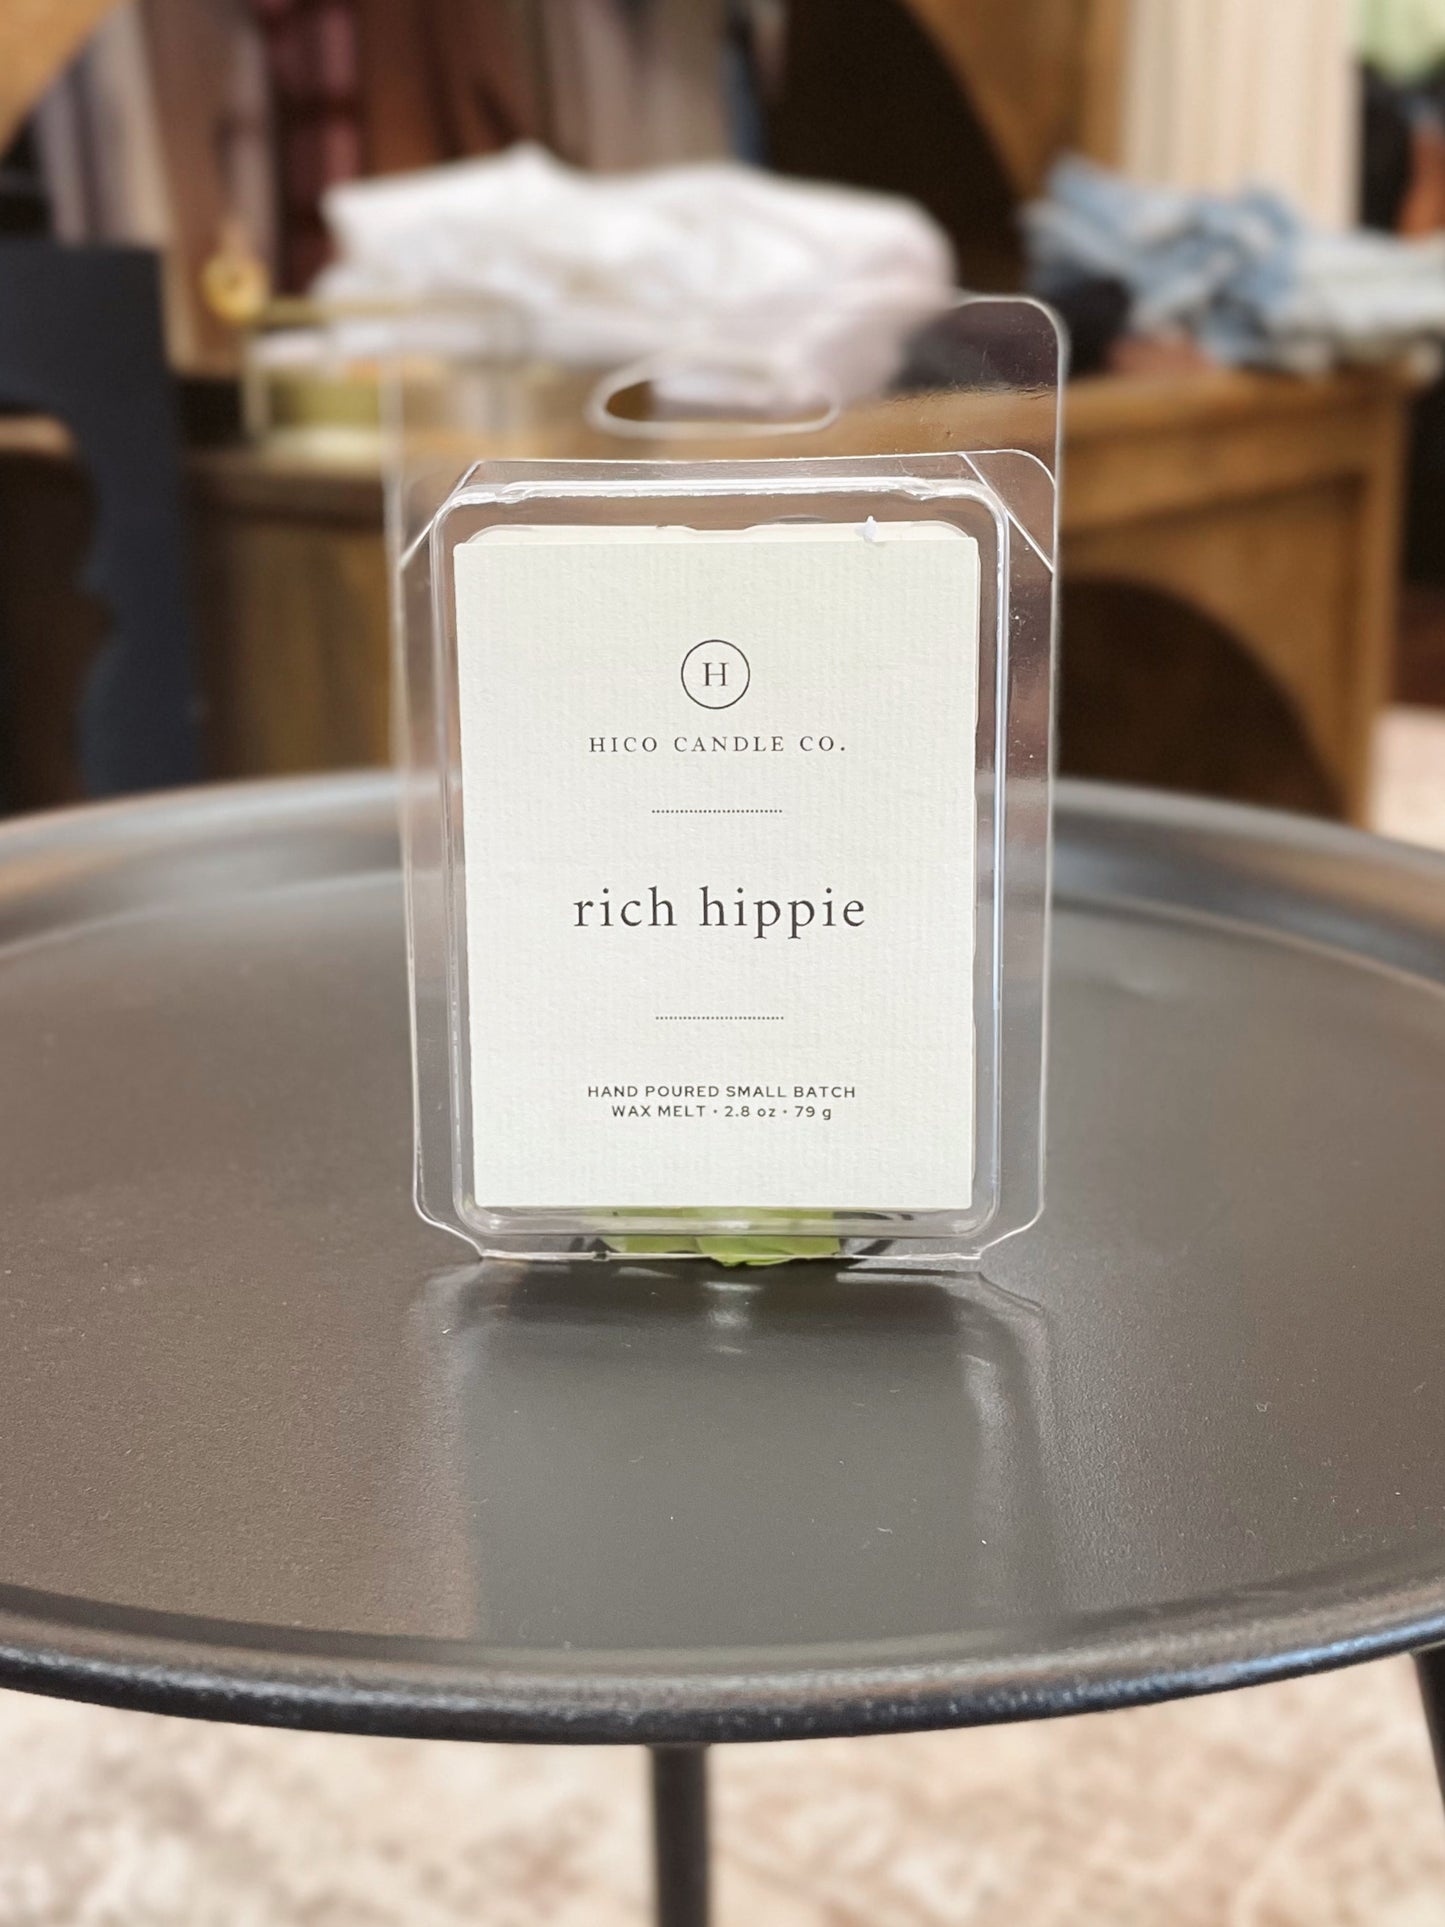 H
HICO CANDLE CO.
rich hippie
HAND POURED SMALL BATCH
WAX MELT • 2.8 oz • 79 g